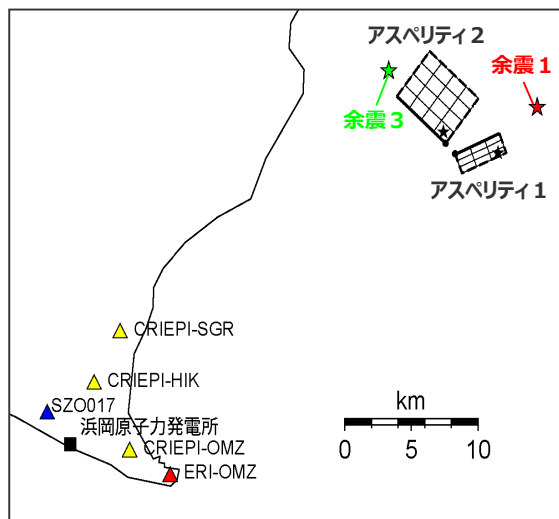 アスペリティ2
余震1
余震3
アスペリティ1
CRIEPI-SGR
CRIEPI-HIK
SZO017
浜岡原子力発電所
CRIEPI-OMZ
ERI-OMZ
km
0 5 10